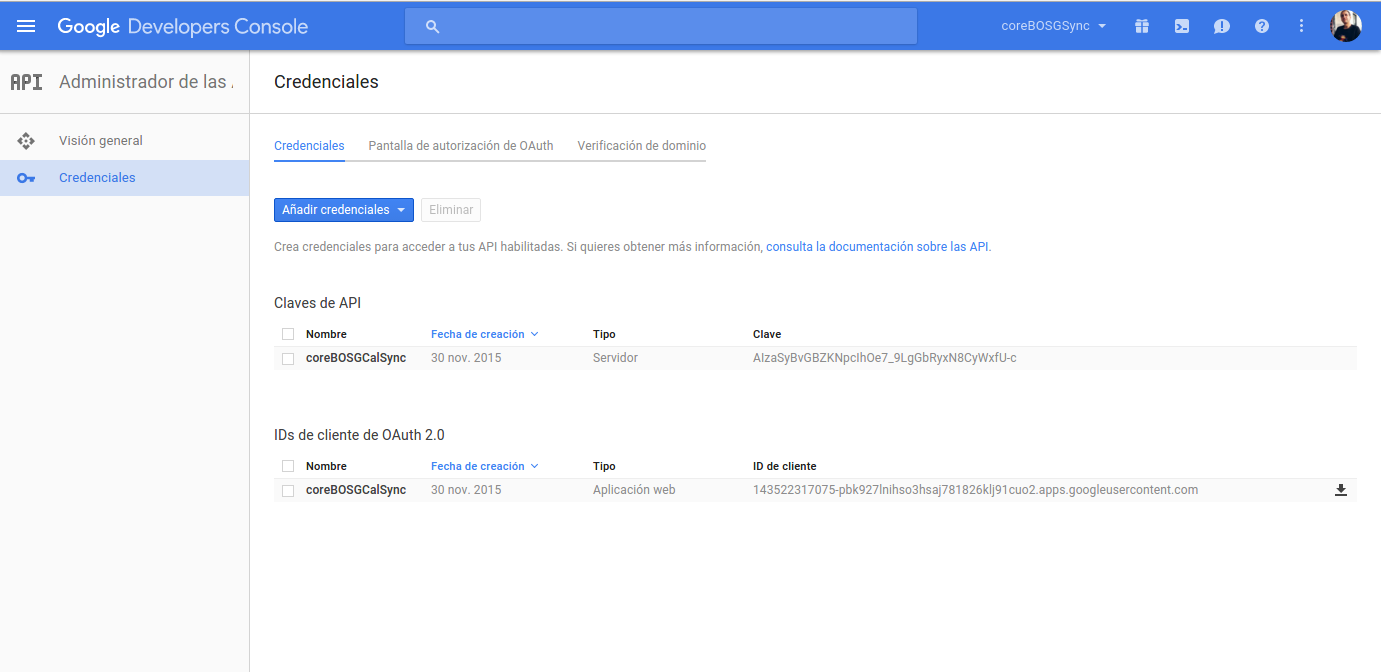 Google Developers Console
coreBOSGSync
API Administrador de las
Credenciales
Visión general
Credenciales
Credenciales Pantalla de autorización de OAuth Verificación de dominio
Añadir credenciales Eliminar
Crea credenciales para acceder a tus API habilitadas. Si quieres obtener más información, consulta la documentación sobre las API.
Claves de API
Nombre Fecha de creación Tipo Clave
coreBOSGCalSync 30 nov. 2015 Servidor AIzaSyBvGBZKNpcIhOe7_9LgGbRyxN8CyWxfU-c
IDs de cliente de OAuth 2.0
Nombre Fecha de creación Tipo ID de cliente
coreBOSGCalSync 30 nov. 2015 Aplicación web 143522317075-pbk927lnihso3hsaj781826klj91cuo2.apps.googleusercontent.com